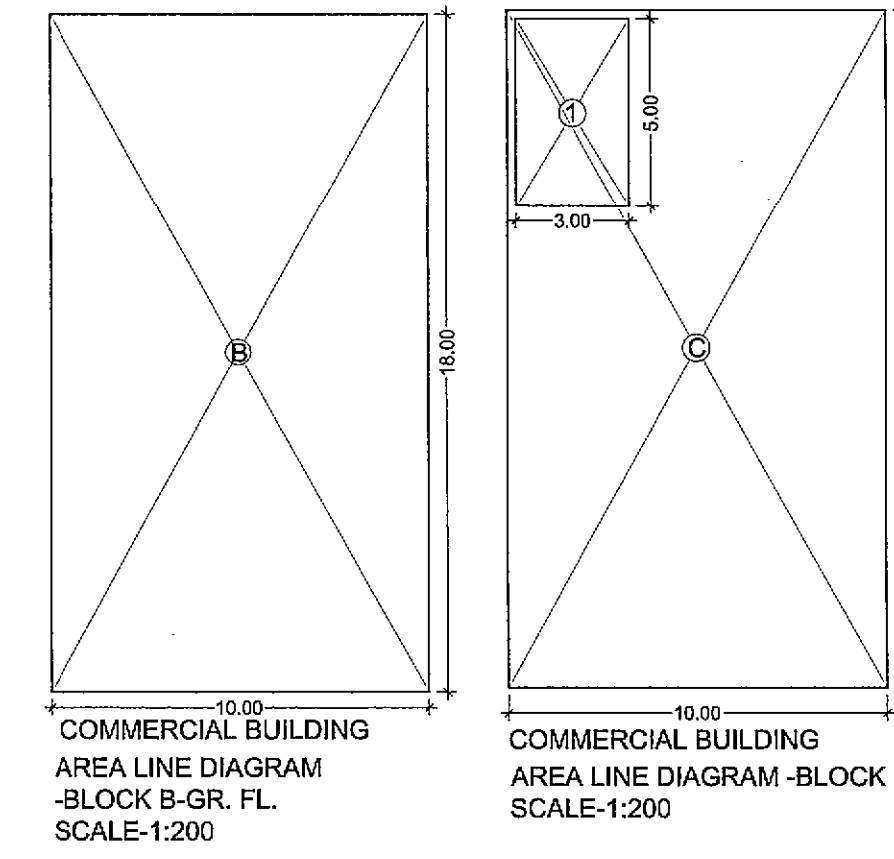 B
18.00
10.00
COMMERCIAL BUILDING
AREA LINE DIAGRAM
-BLOCK B-GR. FL.
SCALE-1:200
1
5.00
3.00
C
10.00
COMMERCIAL BUILDING
AREA LINE DIAGRAM -BLOCK
SCALE-1:200